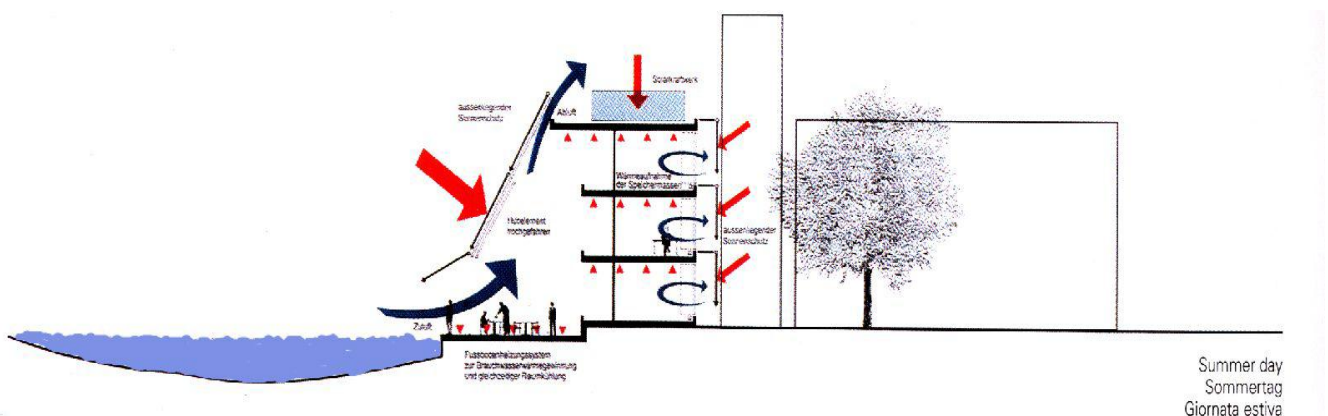 Solarkraftwerk
aussenliegender
Sonnenschutz
Abluft
Wärmeaufnahme
der Speichermassen
Hubelement
hochgefahren
aussenliegender
Sonnenschutz
Zuluft
Fussbodenheizungssystem
zur Brauchwasserwärmegewinnung
und gleichzeitiger Raumkühlung
Summer day
Sommertag
Giornata estiva